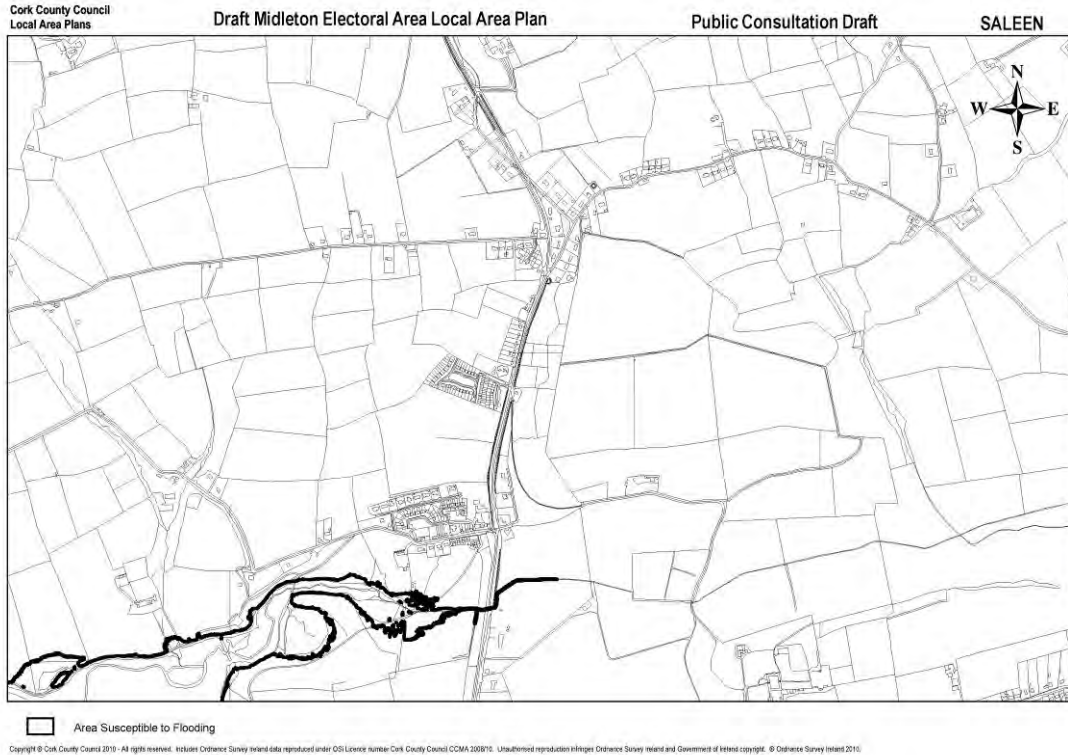 Cork County Council
Local Area Plans
Draft Midleton Electoral Area Local Area Plan
Public Consultation Draft
SALEEN
N
W E
S
Area Susceptible to Flooding
Copyright © Cork County Council 2010 - All rights reserved. Includes Ordnance Survey Ireland data reproduced under OSi Licence number Cork County Council CCMA 2008/10. Unauthorised reproduction infringes Ordnance Survey Ireland and Government of Ireland copyright. © Ordnance Survey Ireland 2010.